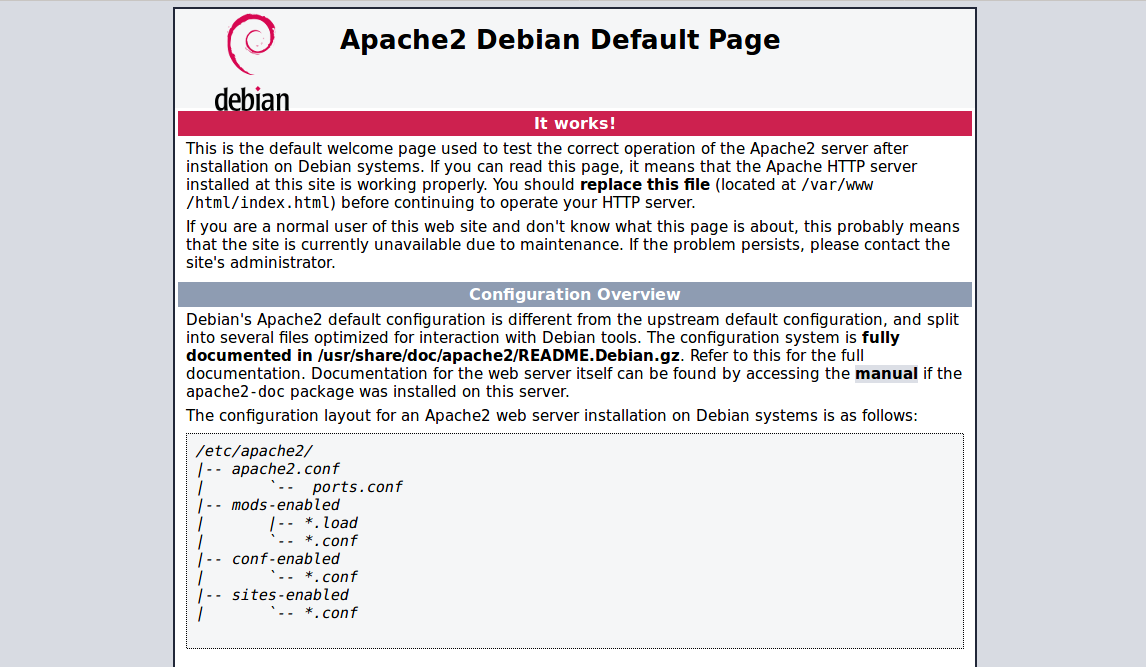 debian
Apache2 Debian Default Page
It works!
This is the default welcome page used to test the correct operation of the Apache2 server after
installation on Debian systems. If you can read this page, it means that the Apache HTTP server
installed at this site is working properly. You should replace this file (located at /var/www
/html/index.html) before continuing to operate your HTTP server.
If you are a normal user of this web site and don't know what this page is about, this probably means
that the site is currently unavailable due to maintenance. If the problem persists, please contact the
site's administrator.
Configuration Overview
Debian's Apache2 default configuration is different from the upstream default configuration, and split
into several files optimized for interaction with Debian tools. The configuration system is fully
documented in /usr/share/doc/apache2/README.Debian.gz. Refer to this for the full
documentation. Documentation for the web server itself can be found by accessing the manual if the
apache2-doc package was installed on this server.
The configuration layout for an Apache2 web server installation on Debian systems is as follows:
/etc/apache2/
|-- apache2.conf
|       `--  ports.conf
|-- mods-enabled
|       |-- *.load
|       `-- *.conf
|-- conf-enabled
|       `-- *.conf
|-- sites-enabled
|       `-- *.conf